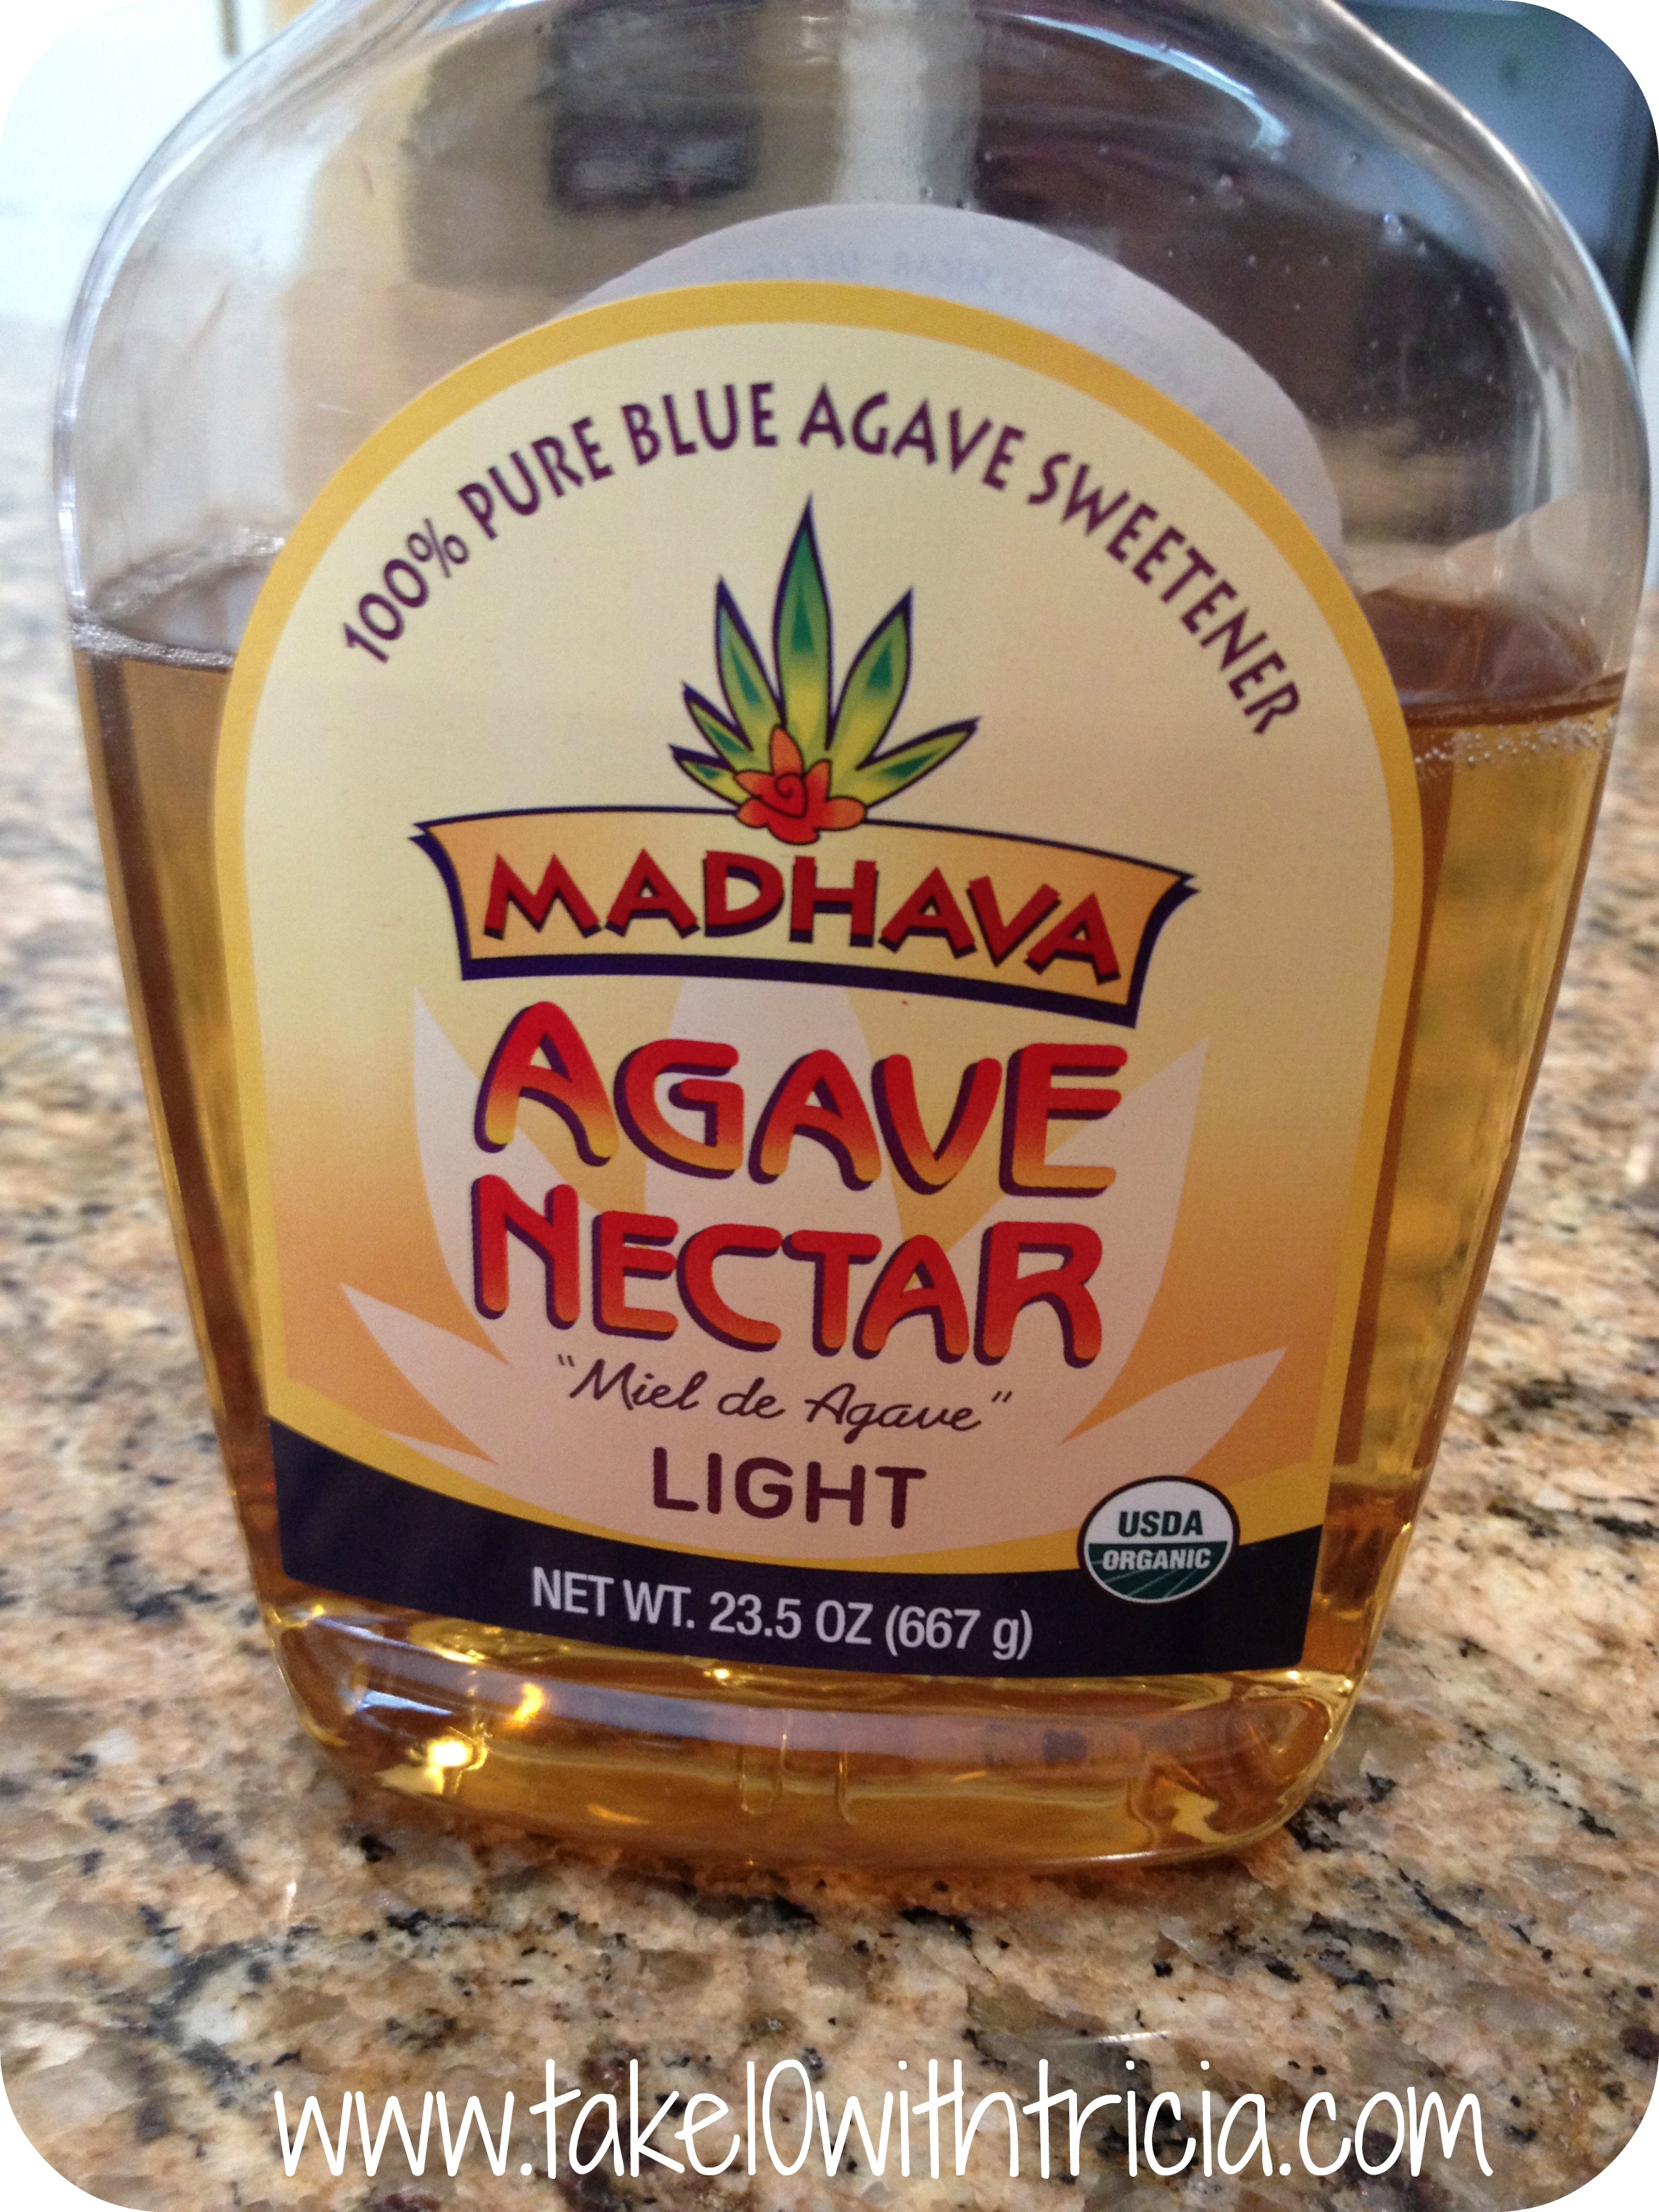 100% PURE BLUE AGAVE SWEETENER
MADHAVA
AGAVE
NECTAR
"Miel de Agave"
LIGHT
USDA
ORGANIC
NET WT. 23.5 OZ (667 g)
www.take10withtricia.com